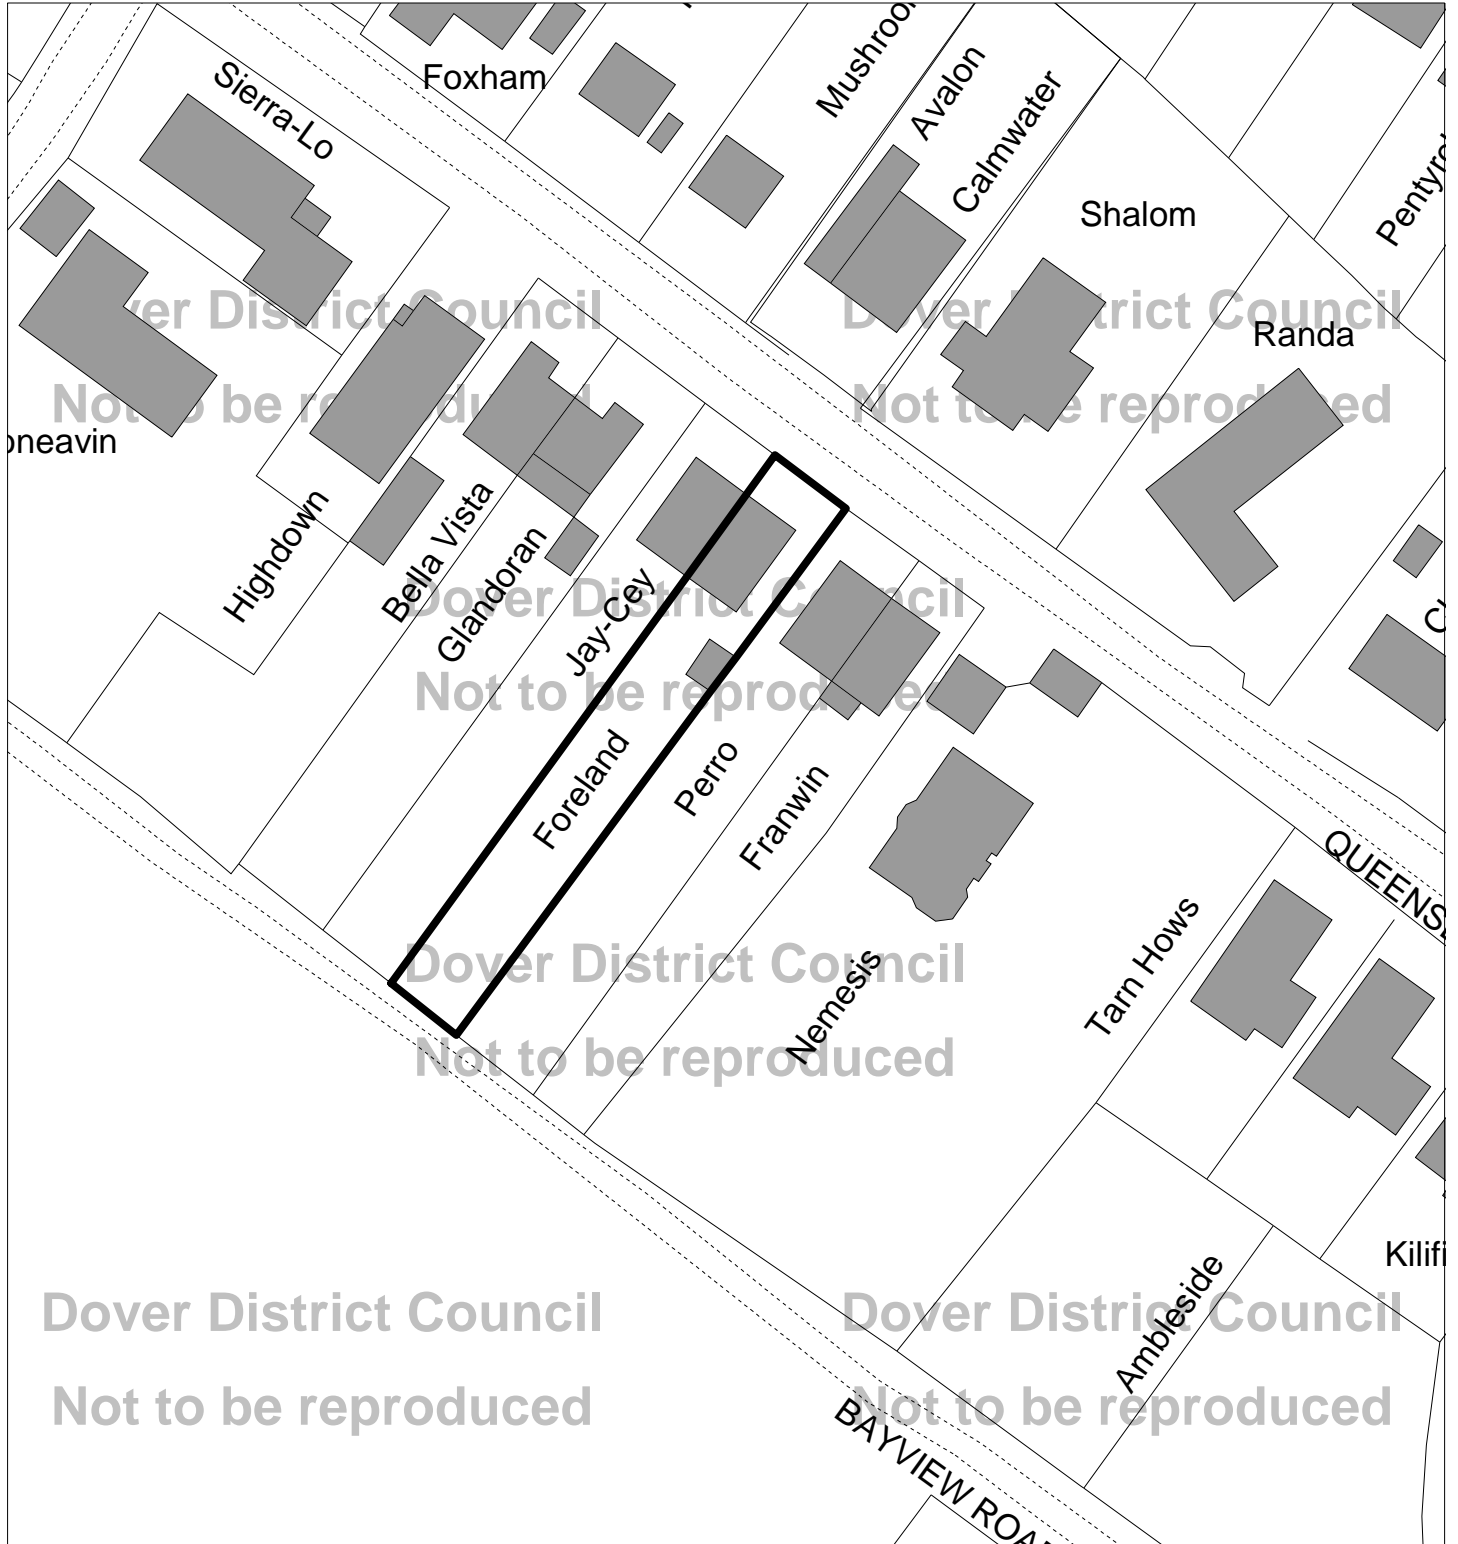 Foxham
Sierra-Lo
Avalon
Calmwater
Shalom
Randa
Dover District Council
Not to be reproduced
Dover District Council
Not to be reproduced
Highdown
Bella Vista
Glandoran
Jay-Cey
Dover District Council
Not to be reproduced
Foreland
Perro
Franwin
Nemesis
Tarn Hows
Dover District Council
Not to be reproduced
Ambleside
Dover District Council
Not to be reproduced
Dover District Council
Not to be reproduced
BAYVIEW